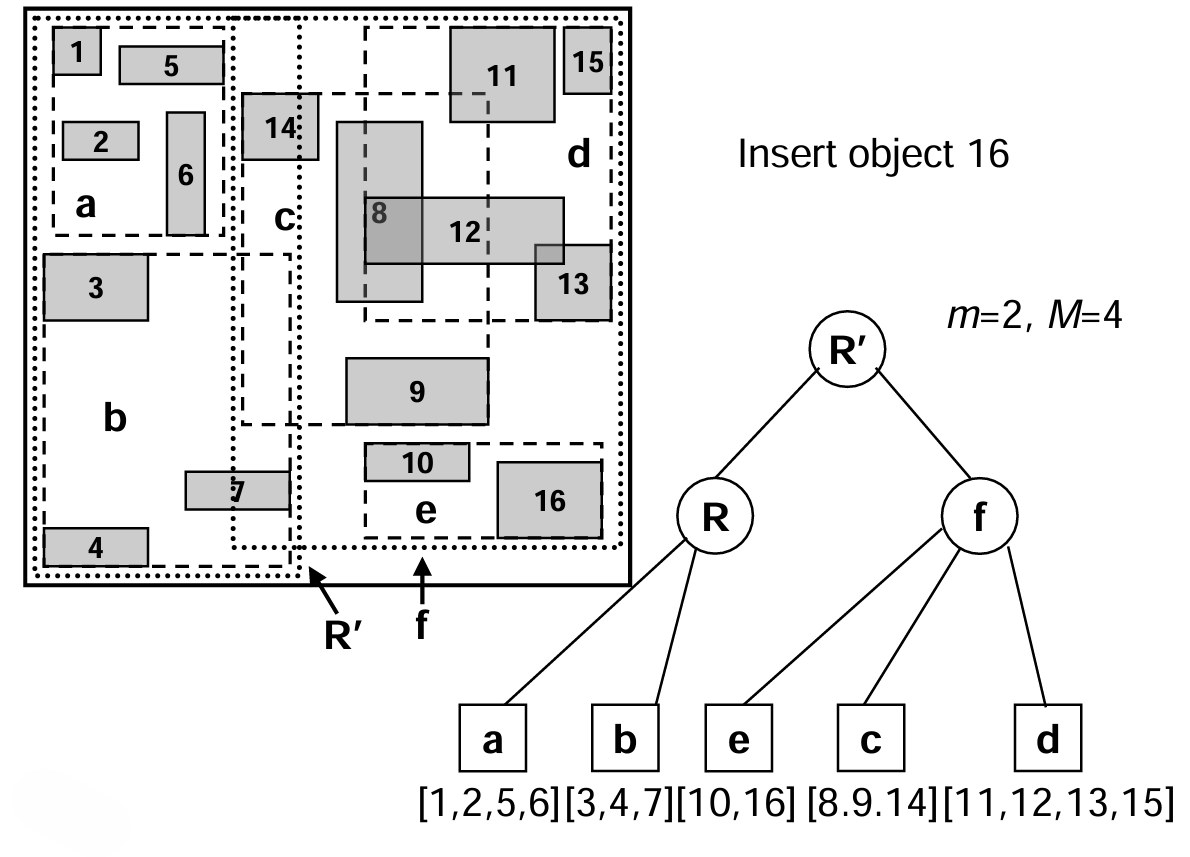 1
5
11
15
14
2
d
Insert object 16
6
a
c
8
12
3
13
m=2, M=4
R′
9
b
10
7
e
16
R
f
4
R′
f
a
b
e
c
d
[1,2,5,6]
[3,4,7]
[10,16]
[8.9.14]
[11,12,13,15]